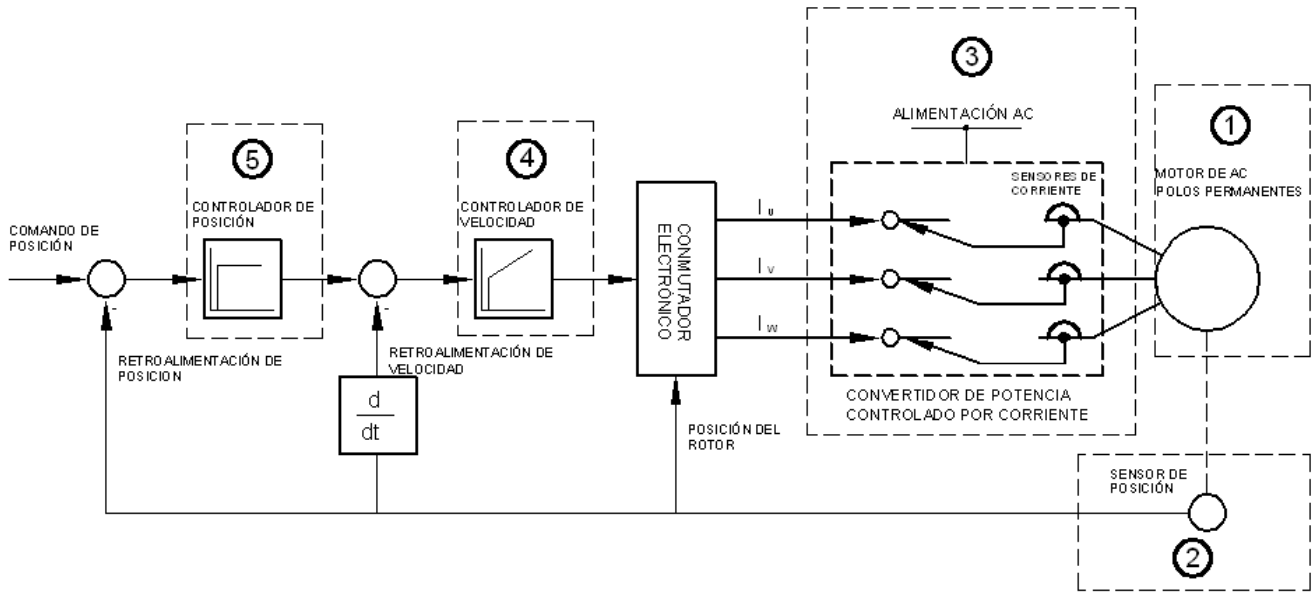 3
ALIMENTACIÓN AC
1
MOTOR DE AC
POLOS PERMANENTES
5
CONTROLADOR DE
POSICIÓN
4
CONTROLADOR DE
VELOCIDAD
SENSORES DE
CORRIENTE
COMANDO DE
POSICIÓN
CONMUTADOR
ELECTRÓNICO
I U
I V
I W
-
-
RETROALIMENTACIÓN DE
POSICION
RETROALIMENTACIÓN DE
VELOCIDAD
d
dt
CONVERTIDOR DE POTENCIA
CONTROLADO POR CORRIENTE
POSICIÓN DEL
ROTOR
SENSOR DE
POSICIÓN
2